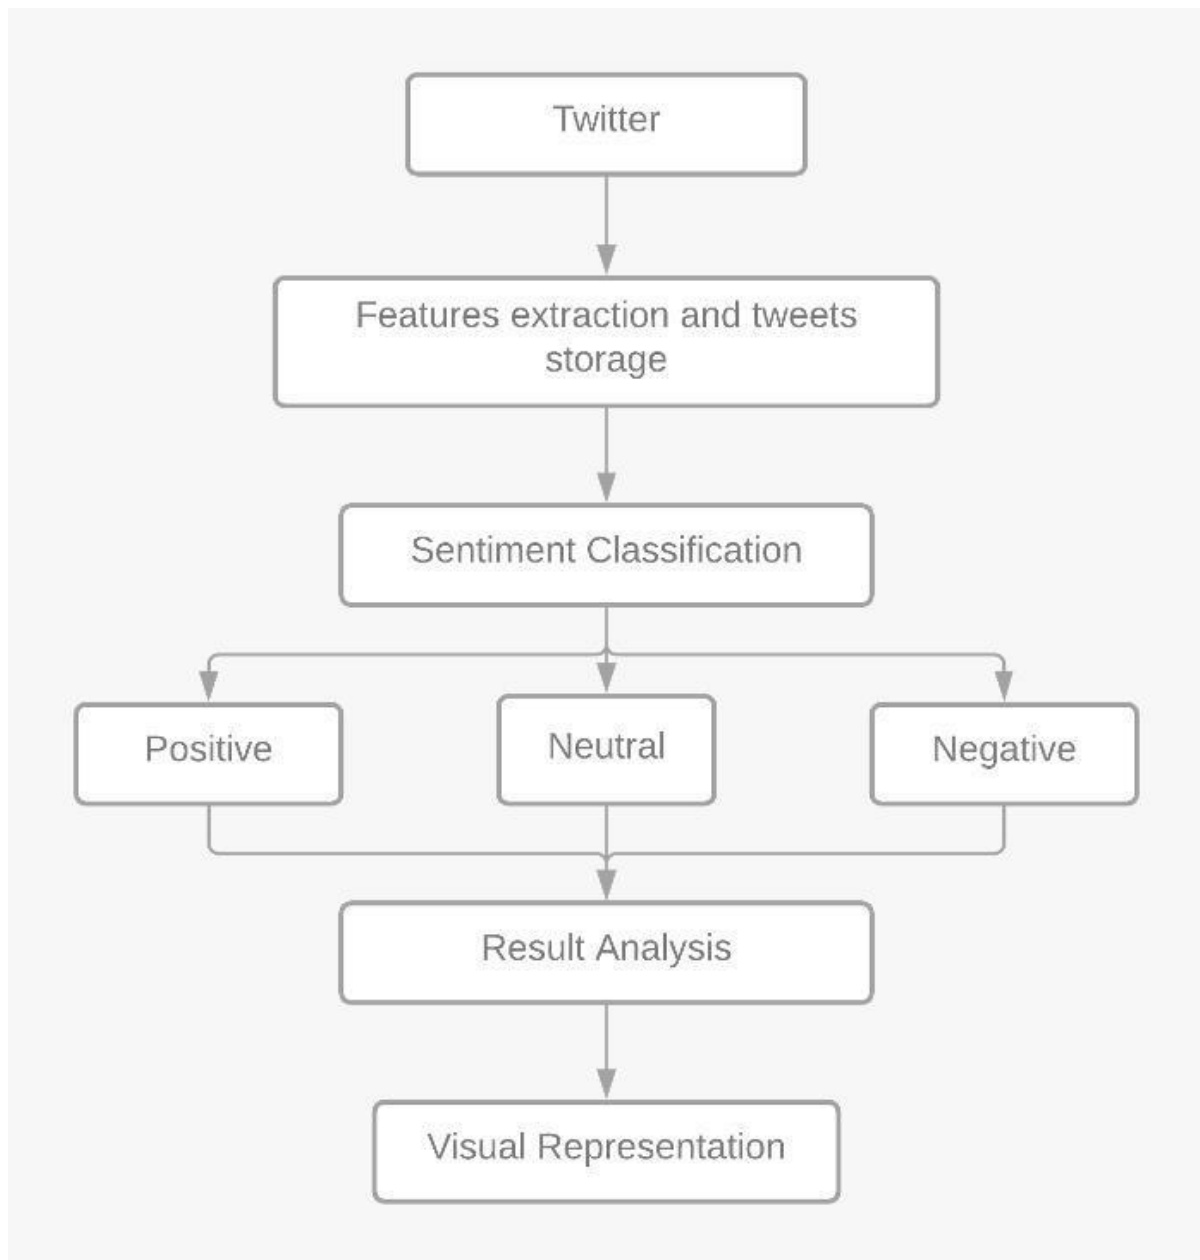 Twitter
Features extraction and tweets
storage
Sentiment Classification
Positive
Neutral
Negative
Result Analysis
Visual Representation